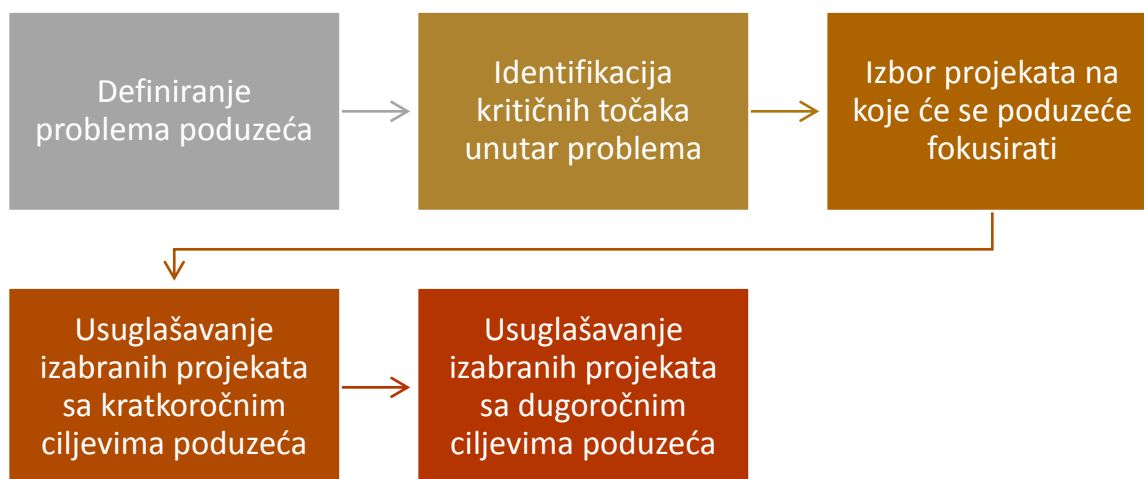 Definiranje
problema poduzeća
Identifikacija
kritičnih točaka
unutar problema
Izbor projekata na
koje će se poduzeće
fokusirati
Usuglašavanje
izabranih projekata
sa kratkoročnim
ciljevima poduzeća
Usuglašavanje
izabranih projekata
sa dugoročnim
ciljevima poduzeća